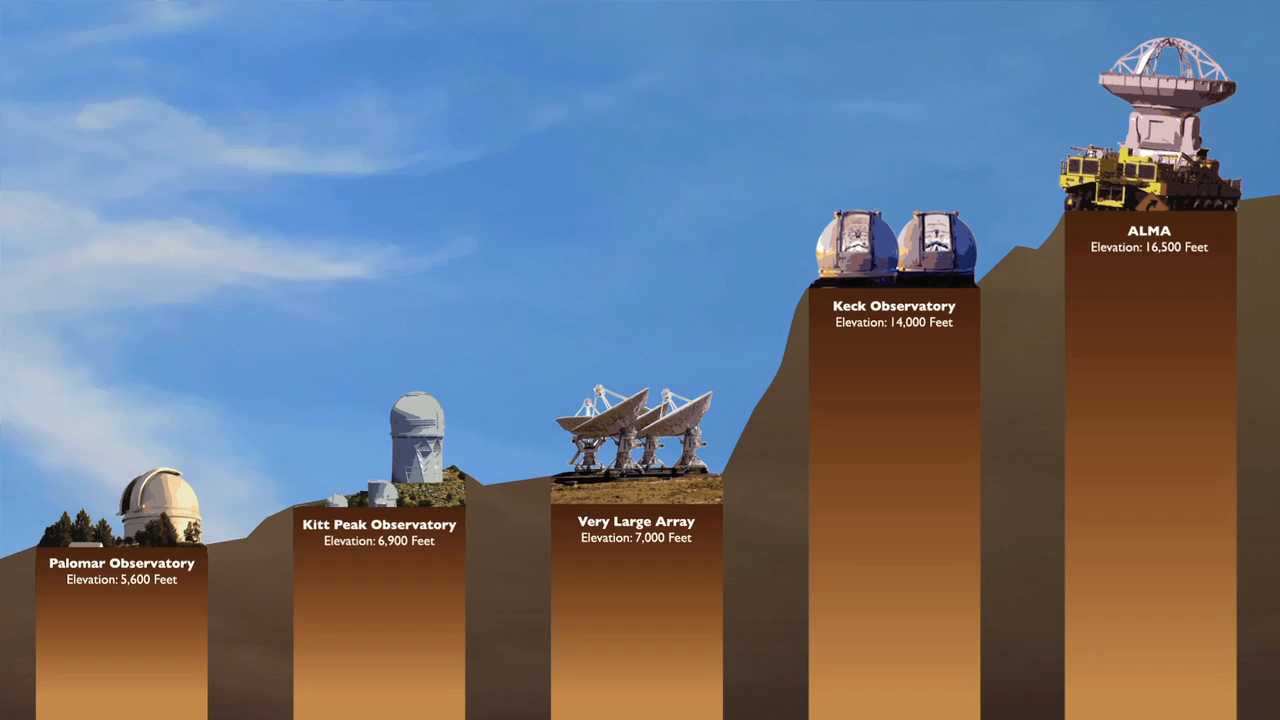 Palomar Observatory
Elevation: 5,600 Feet
Kitt Peak Observatory
Elevation: 6,900 Feet
Very Large Array
Elevation: 7,000 Feet
Keck Observatory
Elevation: 14,000 Feet
ALMA
Elevation: 16,500 Feet